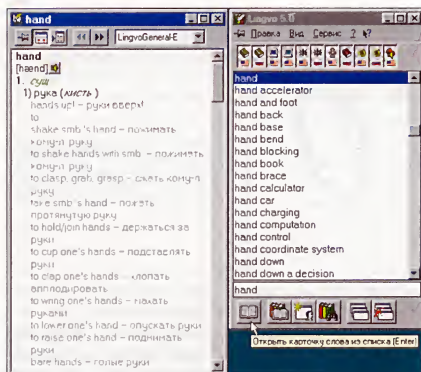 hand
LingvoGeneral-E
hand
[hænd]
1. сущ
1) рука (кисть)
hands up! – руки вверх!
to
shake smb.'s hand – пожимать
кому-л руку
to shake hands with smb. – пожимать
кому-л руку
to clasp, grab, grasp – сжать кому-л
руку
take smb.'s hand – пожать
протянутую руку
to hold/join hands – держаться за
руки
to cup one's hands – подставлять
руки
to clap one's hands – хлопать
апплодировать
to wring one's hands – махать
руками
to lower one's hand – опускать руки
to raise one's hand – поднимать
руки
bare hands – голые руки
Lingvo 5.0
Правка Вид Сервис ?
hand
hand accelerator
hand and foot
hand back
hand base
hand bend
hand blocking
hand book
hand brace
hand calculator
hand car
hand charging
hand computation
hand control
hand coordinate system
hand down
hand down a decision
hand
Открыть карточку слова из списка (Enter)